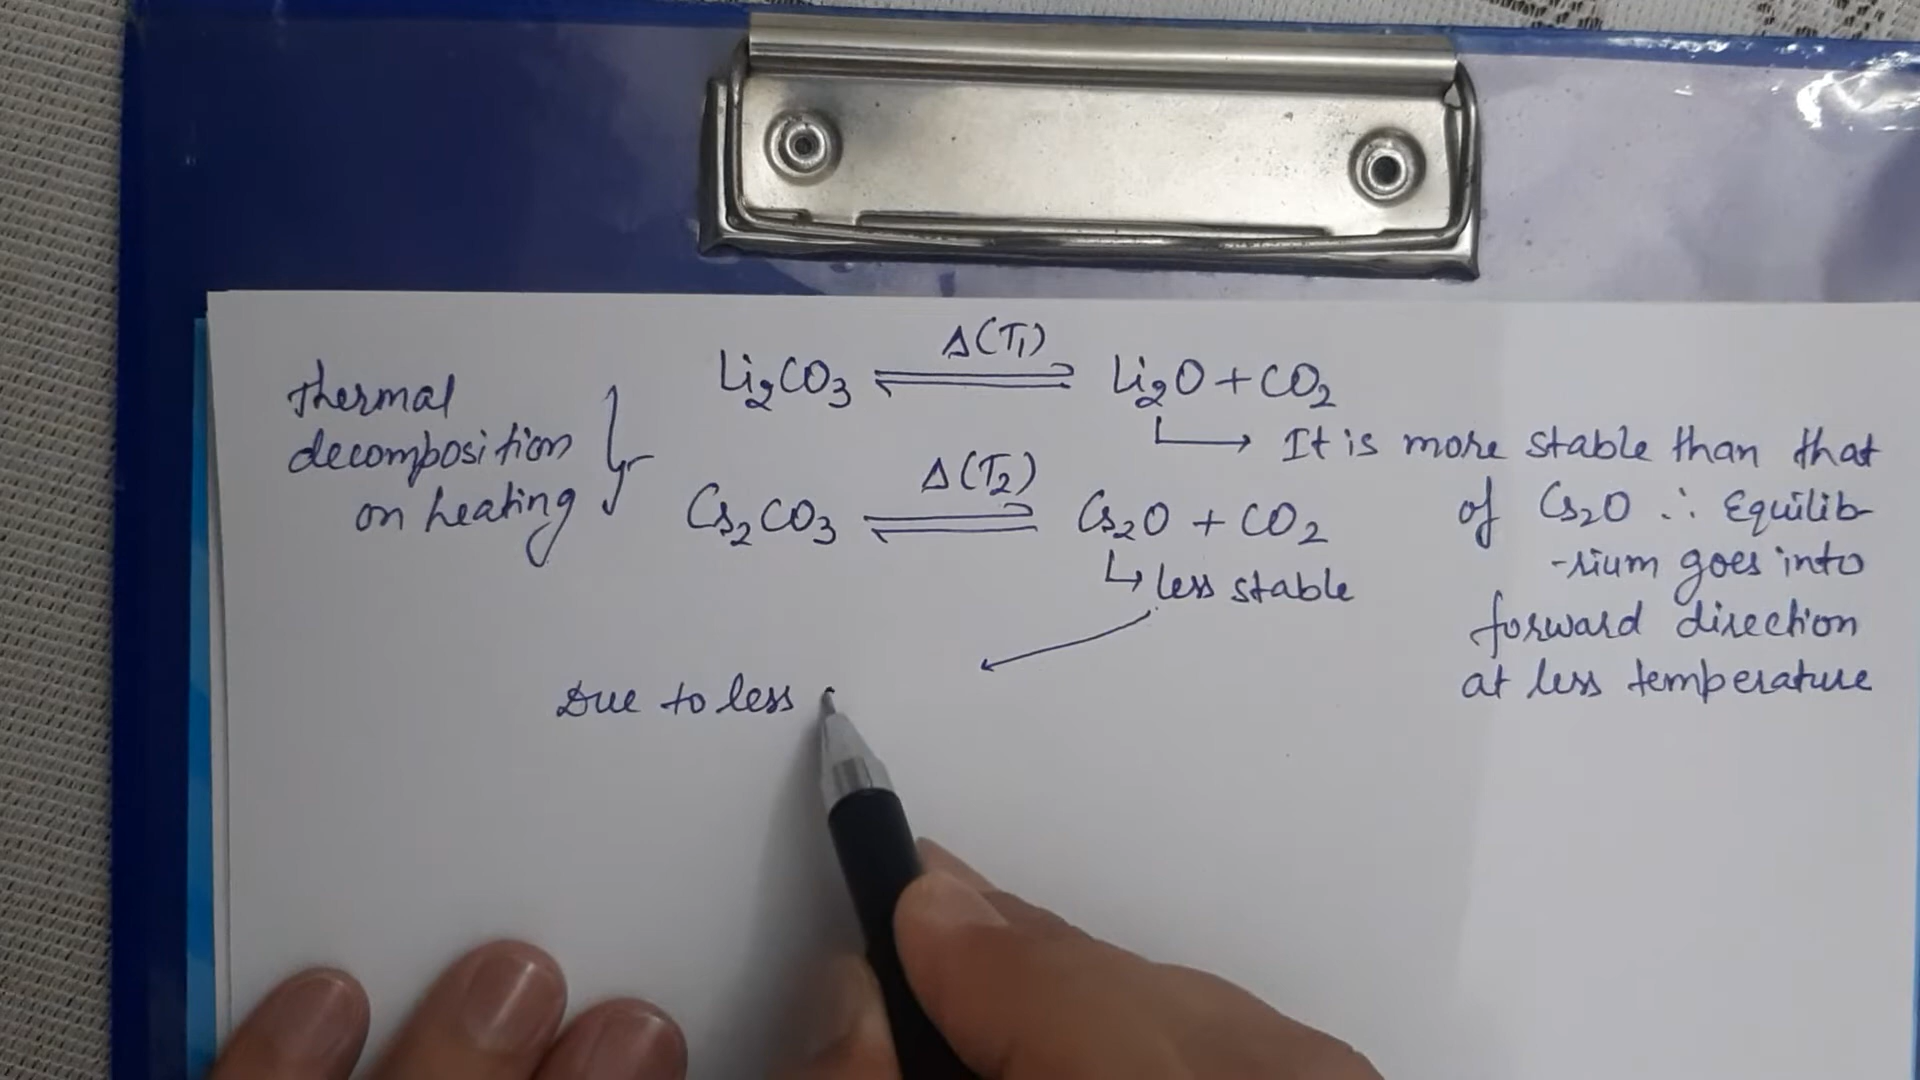 thermal
decomposition
on heating
Li2CO3 ⇌ Δ(T1) Li2O + CO2
↳ It is more stable than that
of Cs2O ∴ Equilib-
-rium goes into
forward direction
at less temperature
Cs2CO3 ⇌ Δ(T2) Cs2O + CO2
↳ less stable
Due to less